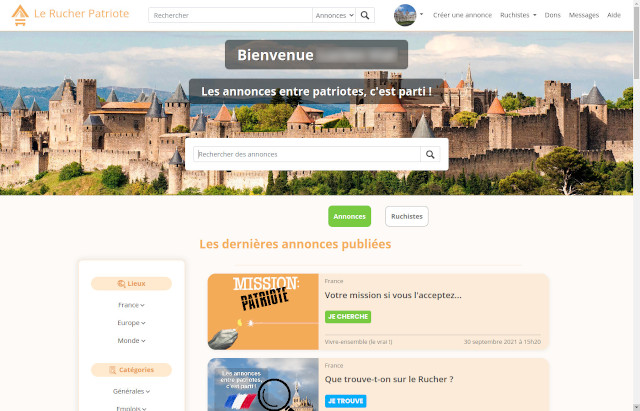 Le Rucher Patriote
Rechercher
Annonces
Créer une annonce
Ruchistes
Dons
Messages
Aide
Bienvenue
Les annonces entre patriotes, c'est parti !
Rechercher des annonces
Annonces
Ruchistes
Les dernières annonces publiées
Lieux
France
Europe
Monde
Catégories
Générales
Emplois
MISSION:
PATRIOTE
France
Votre mission si vous l'acceptez...
JE CHERCHE
Vivre-ensemble (le vrai !)
30 septembre 2021 à 15h20
Les annonces
entre patriotes,
c'est parti !
France
Que trouve-t-on sur le Rucher ?
JE TROUVE